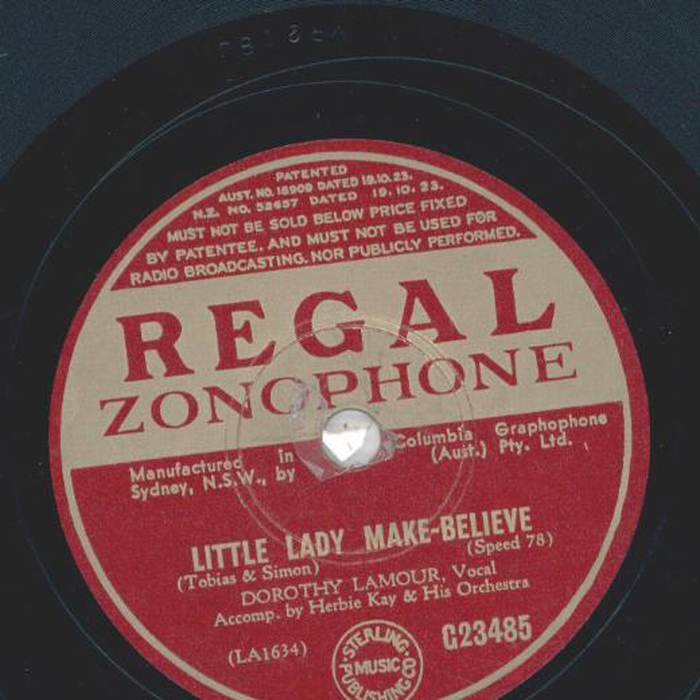 PATENTED
AUST. NO. 15909 DATED 19.10.23.
N.Z. NO. 52657 DATED 19.10.23.
MUST NOT BE SOLD BELOW PRICE FIXED
BY PATENTEE, AND MUST NOT BE USED FOR
RADIO BROADCASTING, NOR PUBLICLY PERFORMED.
REGAL
ZONOPHONE
Manufactured in Columbia Graphophone
Sydney, N.S.W., by (Aust.) Pty. Ltd.
LITTLE LADY MAKE-BELIEVE
(Tobias & Simon) (Speed 78)
DOROTHY LAMOUR, Vocal
Accomp. by Herbie Kay & His Orchestra
(LA1634) G23485
STERLING
MUSIC
PUBLISHING CO